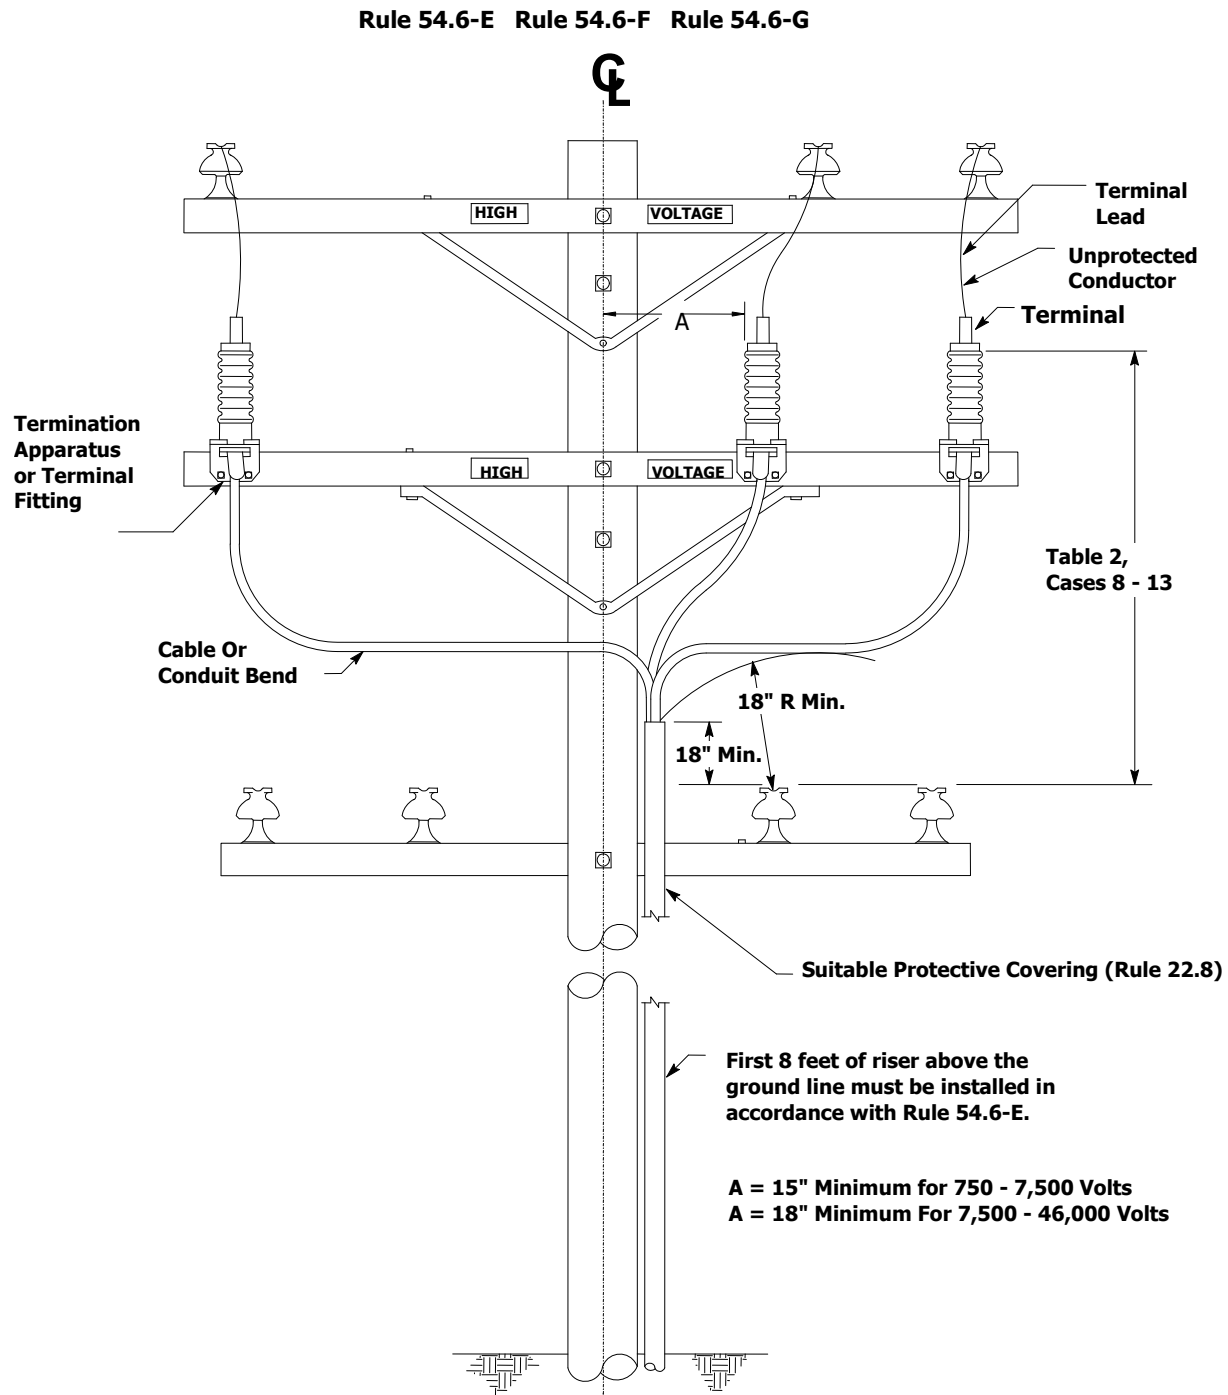 Rule 54.6-E Rule 54.6-F Rule 54.6-G
CL
HIGH VOLTAGE
Terminal
Lead
Unprotected
Conductor
A
Terminal
Termination
Apparatus
or Terminal
Fitting
HIGH VOLTAGE
Table 2,
Cases 8 - 13
Cable Or
Conduit Bend
18" R Min.
18" Min.
Suitable Protective Covering (Rule 22.8)
First 8 feet of riser above the
ground line must be installed in
accordance with Rule 54.6-E.
A = 15" Minimum for 750 - 7,500 Volts
A = 18" Minimum For 7,500 - 46,000 Volts